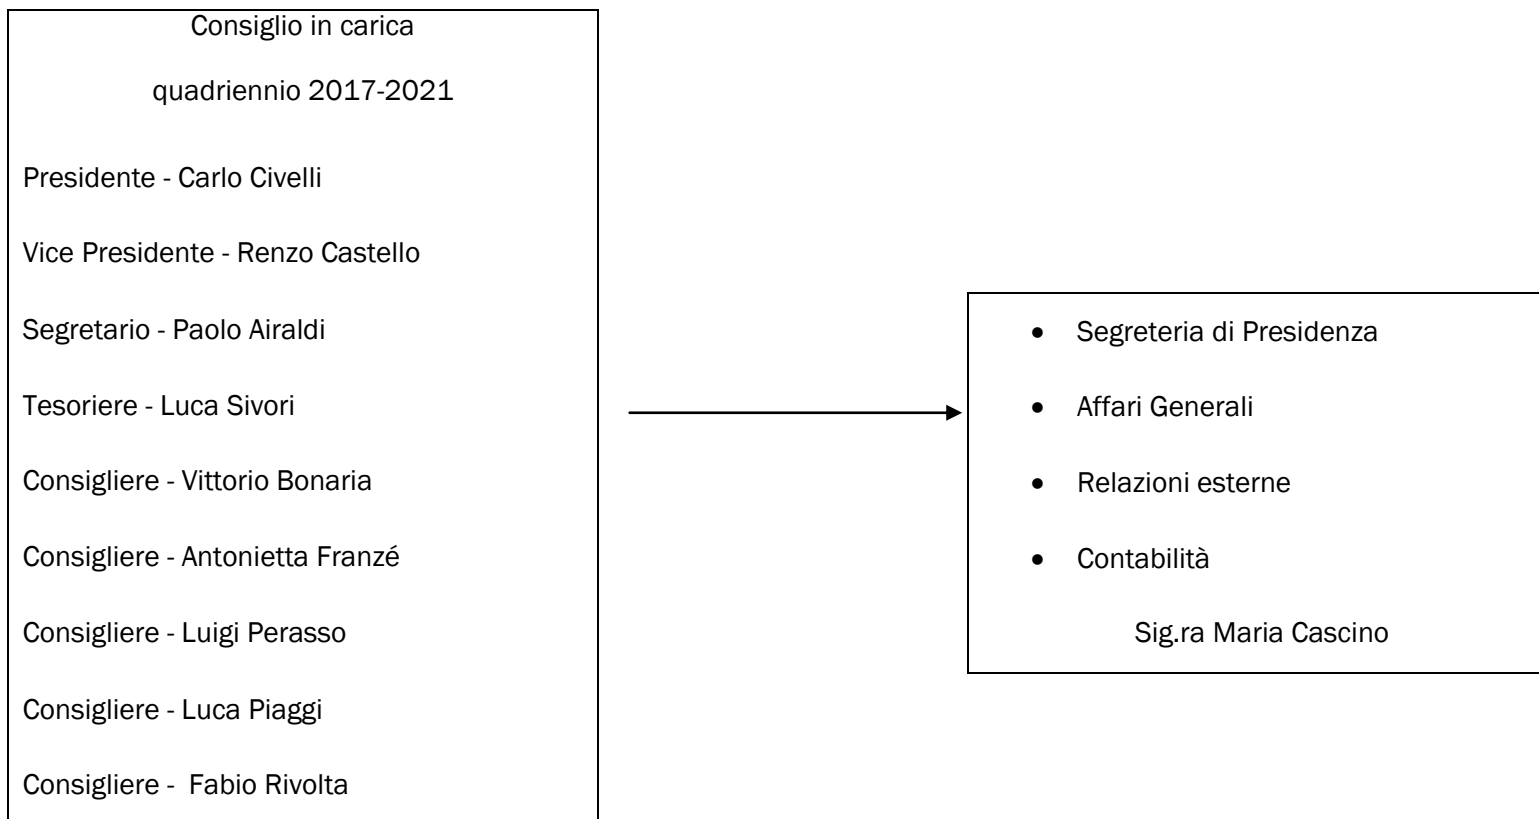 Consiglio in carica
quadriennio 2017-2021
Presidente - Carlo Civelli
Vice Presidente - Renzo Castello
Segretario - Paolo Airaldi
Tesoriere - Luca Sivori
Consigliere - Vittorio Bonaria
Consigliere - Antonietta Franzé
Consigliere - Luigi Perasso
Consigliere - Luca Piaggi
Consigliere - Fabio Rivolta
• Segreteria di Presidenza
• Affari Generali
• Relazioni esterne
• Contabilità
Sig.ra Maria Cascino